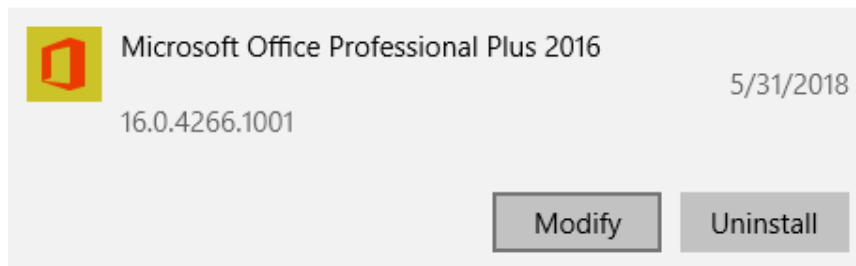 Microsoft Office Professional Plus 2016
5/31/2018
16.0.4266.1001
Modify
Uninstall